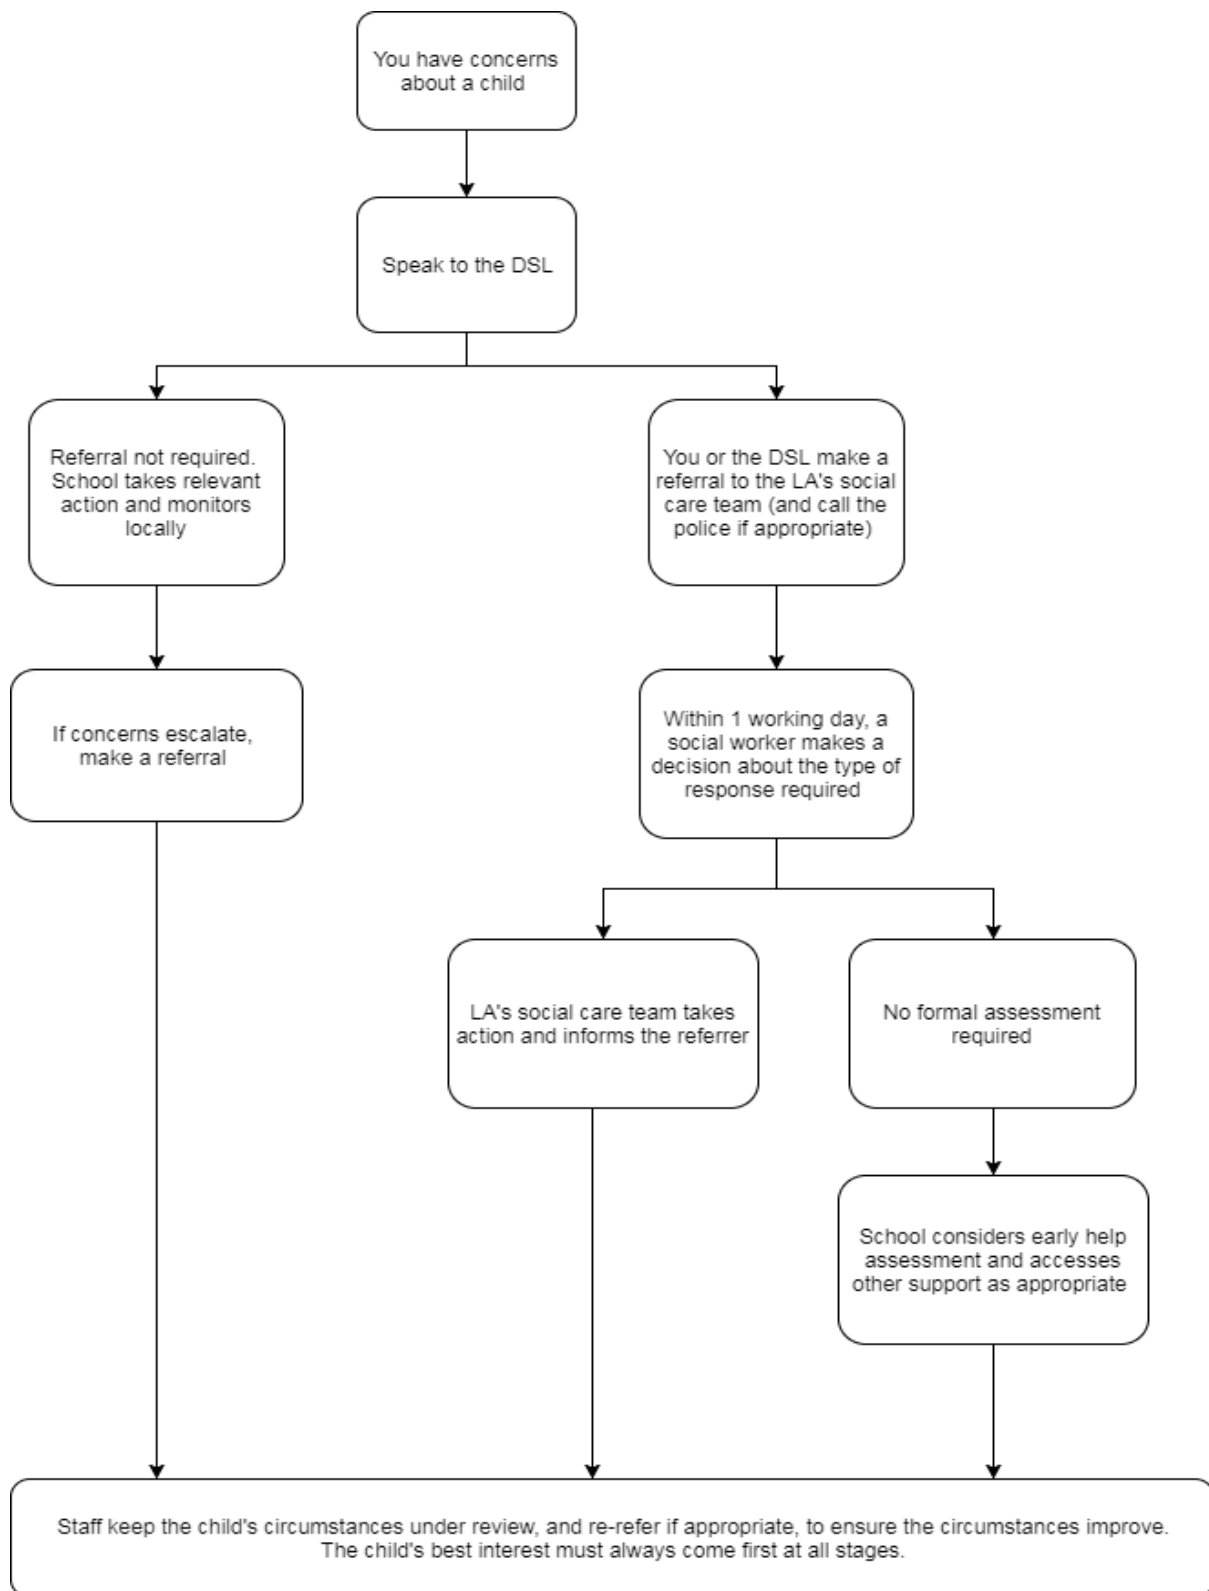 You have concerns
about a child
Speak to the DSL
Referral not required.
School takes relevant
action and monitors
locally
You or the DSL make a
referral to the LA's social
care team (and call the
police if appropriate)
If concerns escalate,
make a referral
Within 1 working day, a
social worker makes a
decision about the type of
response required
LA's social care team takes
action and informs the referrer
No formal assessment
required
School considers early help
assessment and accesses
other support as appropriate
Staff keep the child's circumstances under review, and re-refer if appropriate, to ensure the circumstances improve.
The child's best interest must always come first at all stages.